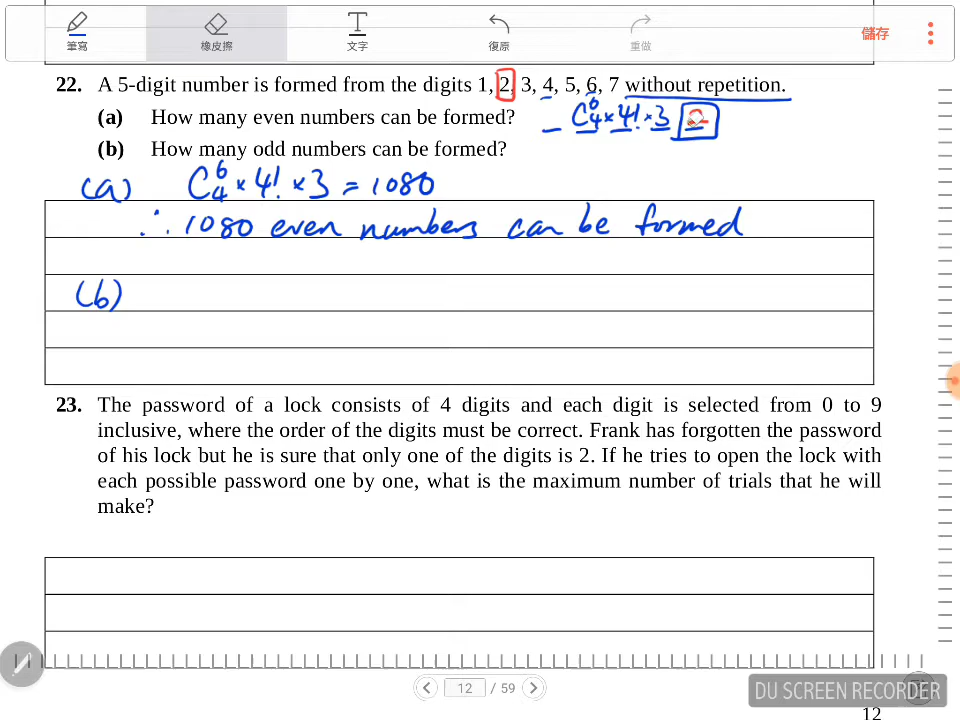 筆寫 橡皮擦 文字 復原 重做 儲存
22. A 5-digit number is formed from the digits 1, 2, 3, 4, 5, 6, 7 without repetition.
(a) How many even numbers can be formed? C⁶₄ × 4! × 3 2
(b) How many odd numbers can be formed?
(a) C⁶₄ × 4! × 3 = 1080
∴ 1080 even numbers can be formed
(b)
23. The password of a lock consists of 4 digits and each digit is selected from 0 to 9
inclusive, where the order of the digits must be correct. Frank has forgotten the password
of his lock but he is sure that only one of the digits is 2. If he tries to open the lock with
each possible password one by one, what is the maximum number of trials that he will
make?
12 / 59
DU SCREEN RECORDER
12